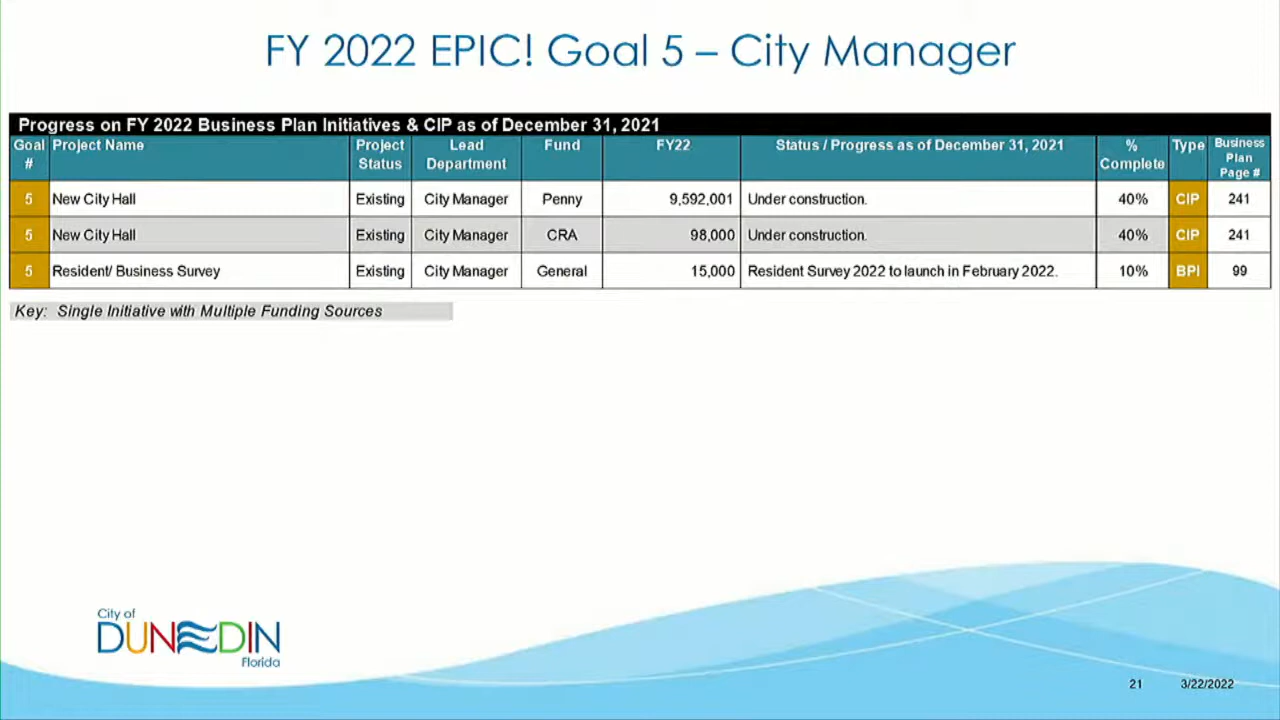 FY 2022 EPIC! Goal 5 – City Manager
Progress on FY 2022 Business Plan Initiatives & CIP as of December 31, 2021
Goal # Project Name Project Status Lead Department Fund FY22 Status / Progress as of December 31, 2021 % Complete Type Business Plan Page #
5 New City Hall Existing City Manager Penny 9,592,001 Under construction. 40% CIP 241
5 New City Hall Existing City Manager CRA 98,000 Under construction. 40% CIP 241
5 Resident/ Business Survey Existing City Manager General 15,000 Resident Survey 2022 to launch in February 2022. 10% BPI 99
Key: Single Initiative with Multiple Funding Sources
City of
DUNEDIN
Florida
21 3/22/2022